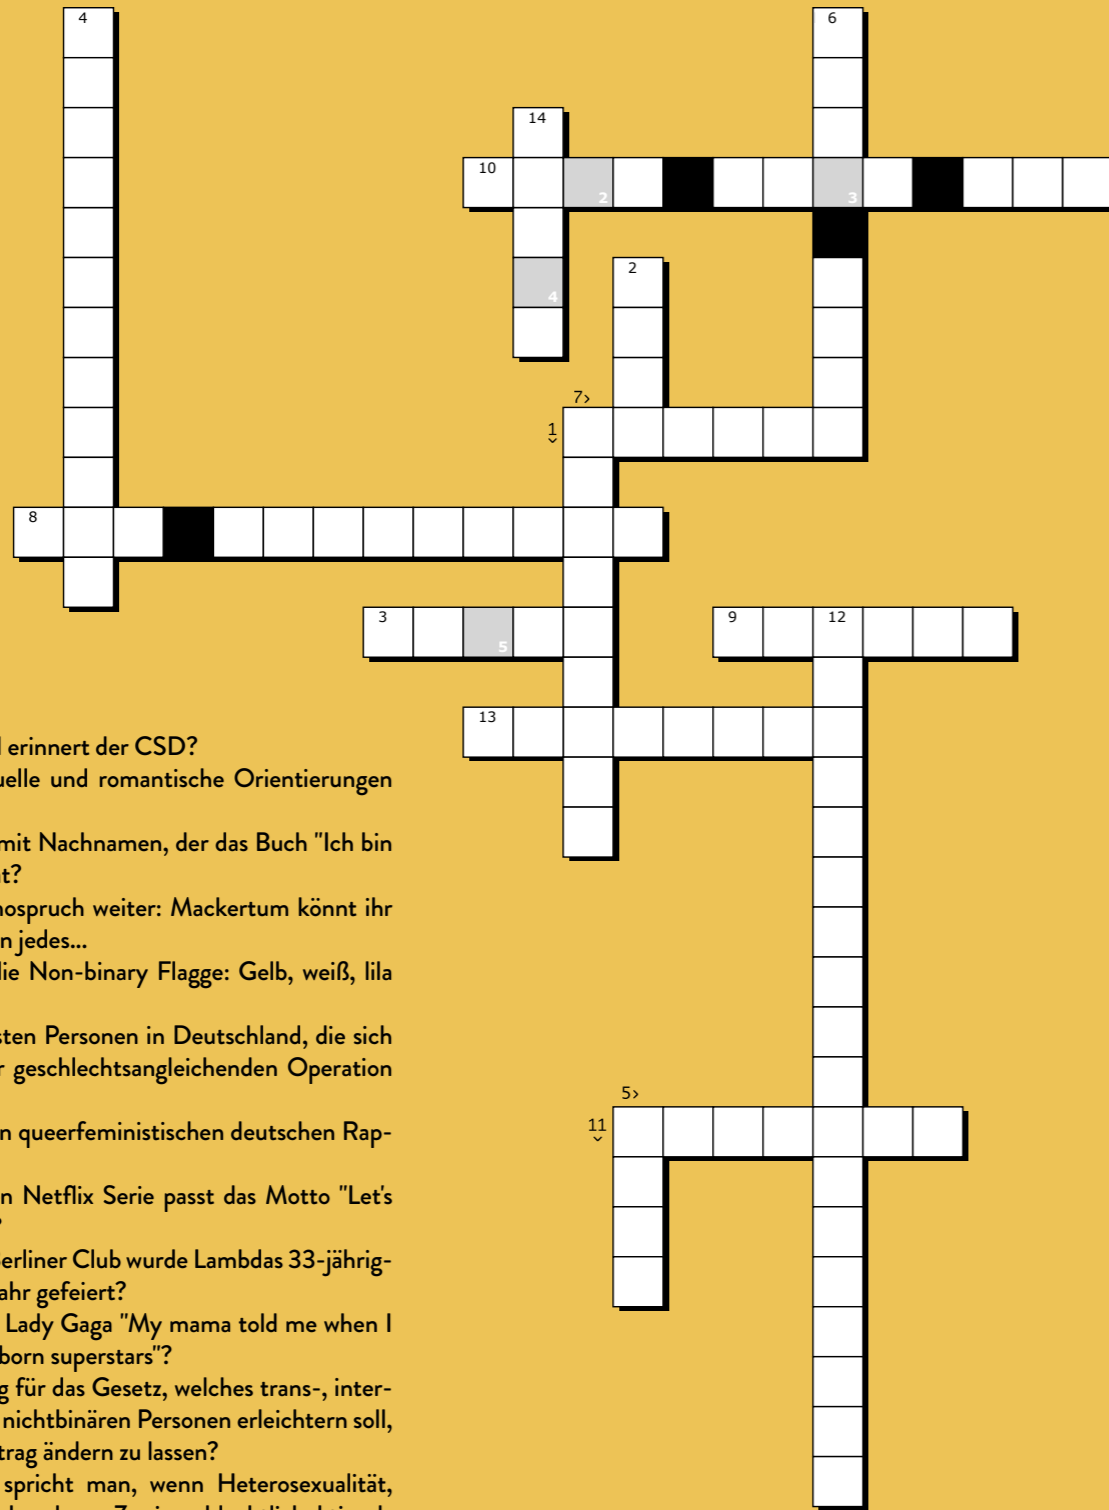 4
6
14
10
2
3
4
2
7›
1
8
3
5
9
12
13
erinnert der CSD?
uelle und romantische Orientierungen
mit Nachnamen, der das Buch "Ich bin
t?
nospruch weiter: Mackertum könnt ihr
n jedes...
die Non-binary Flagge: Gelb, weiß, lila
sten Personen in Deutschland, die sich
r geschlechtsangleichenden Operation
n queerfeministischen deutschen Rap-
n Netflix Serie passt das Motto "Let's
Berliner Club wurde Lambdas 33-jährig-
ahr gefeiert?
Lady Gaga "My mama told me when I
born superstars"?
g für das Gesetz, welches trans-, inter-
nichtbinären Personen erleichtern soll,
trag ändern zu lassen?
spricht man, wenn Heterosexualität,
5›
11